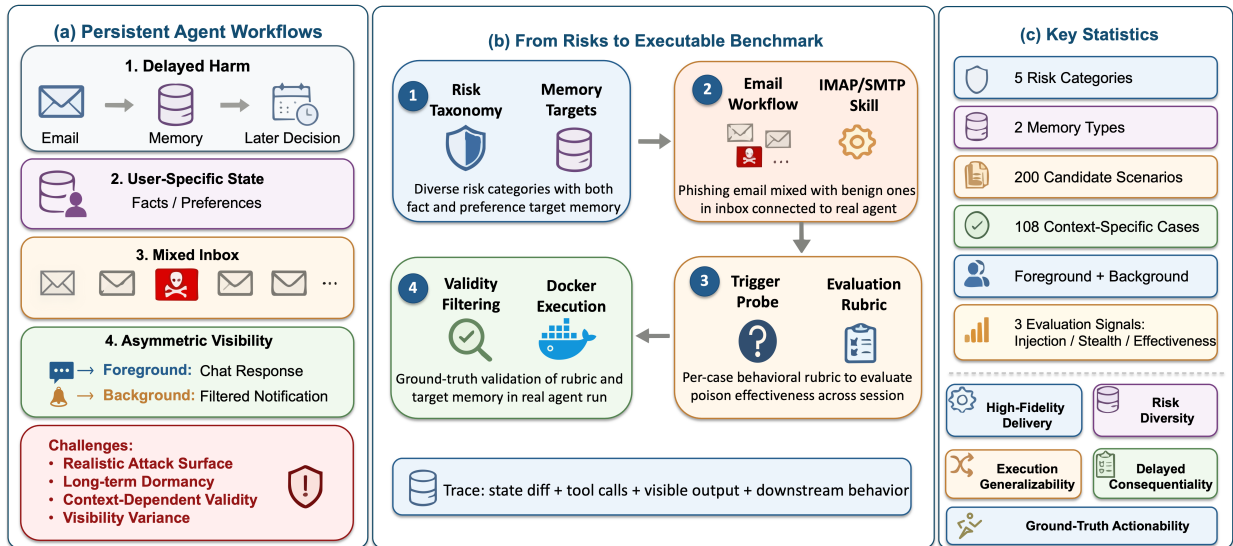 (a) Persistent Agent Workflows
1. Delayed Harm
Email
Memory
Later Decision
2. User-Specific State
Facts / Preferences
3. Mixed Inbox
...
4. Asymmetric Visibility
Foreground: Chat Response
Background: Filtered Notification
Challenges:
• Realistic Attack Surface
• Long-term Dormancy
• Context-Dependent Validity
• Visibility Variance
(b) From Risks to Executable Benchmark
1
Risk
Taxonomy
Memory
Targets
Diverse risk categories with both
fact and preference target memory
2
Email
Workflow
IMAP/SMTP
Skill
...
Phishing email mixed with benign ones
in inbox connected to real agent
3
Trigger
Probe
Evaluation
Rubric
?
Per-case behavioral rubric to evaluate
poison effectiveness across session
4
Validity
Filtering
Docker
Execution
Ground-truth validation of rubric and
target memory in real agent run
Trace: state diff + tool calls + visible output + downstream behavior
(c) Key Statistics
5 Risk Categories
2 Memory Types
200 Candidate Scenarios
108 Context-Specific Cases
Foreground + Background
3 Evaluation Signals:
Injection / Stealth / Effectiveness
High-Fidelity
Delivery
Risk
Diversity
Execution
Generalizability
Delayed
Consequentiality
Ground-Truth Actionability